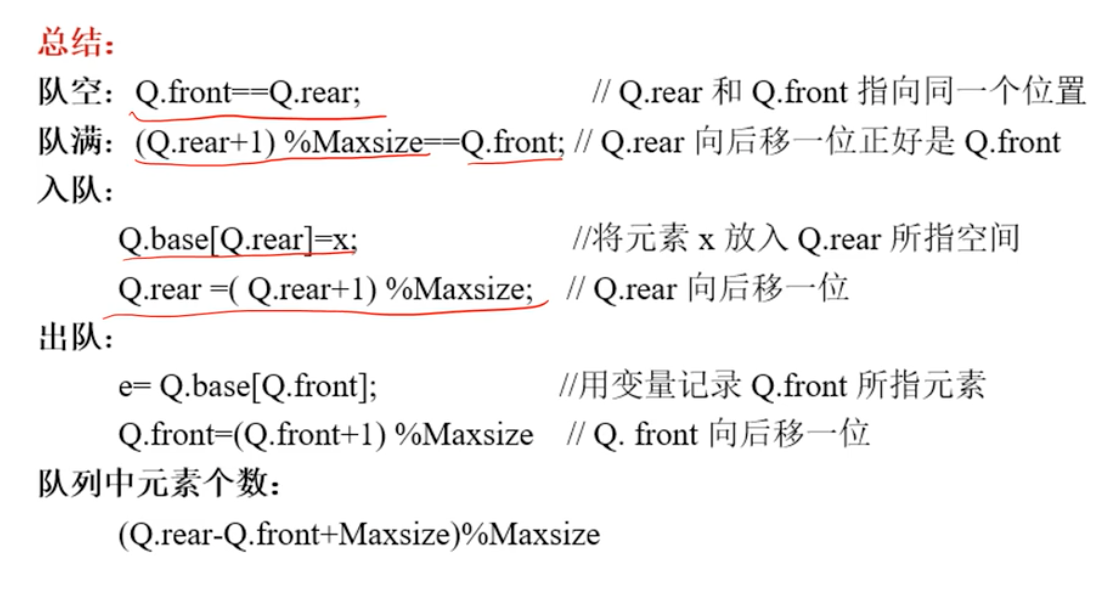 总结：
队空：Q.front==Q.rear; // Q.rear 和 Q.front 指向同一个位置
队满：(Q.rear+1) %Maxsize==Q.front; // Q.rear 向后移一位正好是 Q.front
入队：
Q.base[Q.rear]=x; //将元素 x 放入 Q.rear 所指空间
Q.rear =( Q.rear+1) %Maxsize; // Q.rear 向后移一位
出队：
e= Q.base[Q.front]; //用变量记录 Q.front 所指元素
Q.front=(Q.front+1) %Maxsize // Q. front 向后移一位
队列中元素个数：
(Q.rear-Q.front+Maxsize)%Maxsize